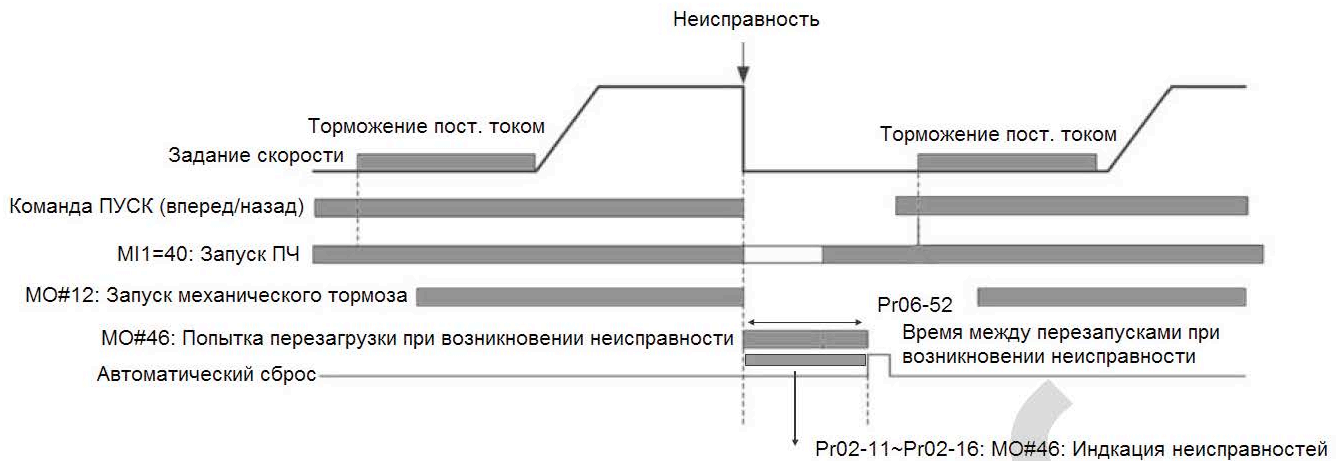 Неисправность
Торможение пост. током
Торможение пост. током
Задание скорости
Команда ПУСК (вперед/назад)
MI1=40: Запуск ПЧ
MO#12: Запуск механического тормоза
Pr06-52
MO#46: Попытка перезагрузки при возникновении неисправности
Время между перезапусками при
возникновении неисправности
Автоматический сброс
Pr02-11~Pr02-16: MO#46: Индкация неисправностей